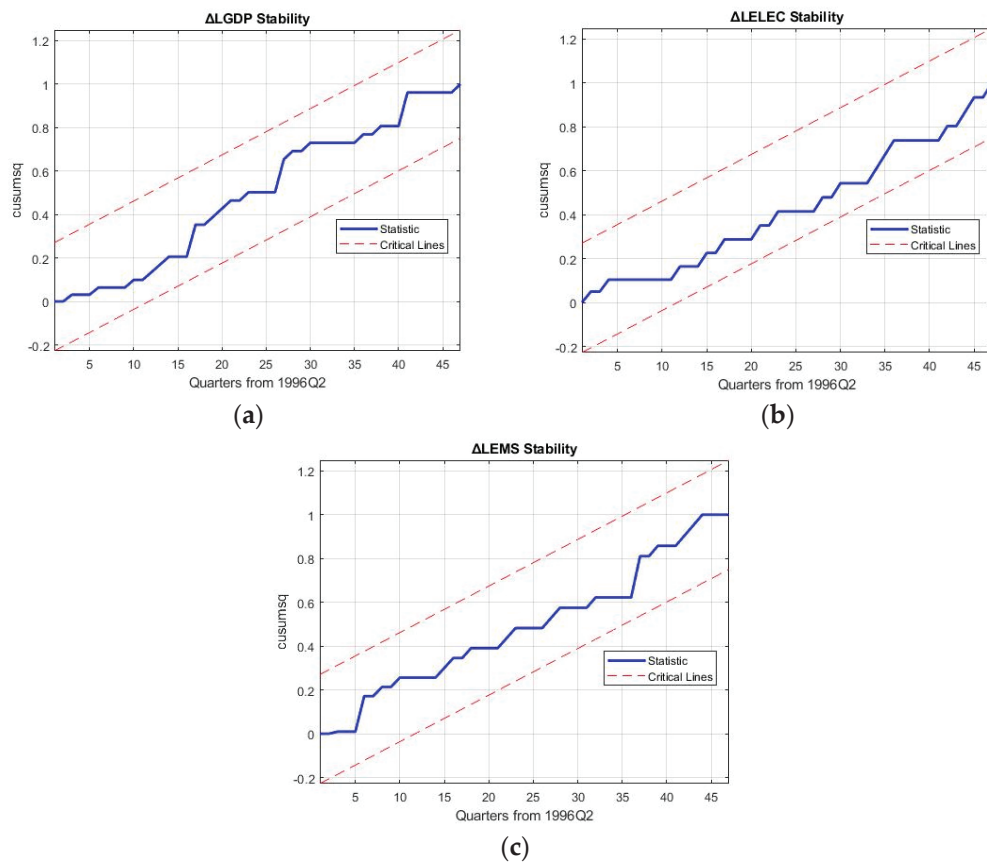 ΔLGDP Stability
1.2
1
0.8
0.6
0.4
0.2
0
-0.2
cusumsq
Statistic
Critical Lines
5 10 15 20 25 30 35 40 45
Quarters from 1996Q2
(a)
ΔLELEC Stability
1.2
1
0.8
0.6
0.4
0.2
0
-0.2
cusumsq
Statistic
Critical Lines
5 10 15 20 25 30 35 40 45
Quarters from 1996Q2
(b)
ΔLEMS Stability
1.2
1
0.8
0.6
0.4
0.2
0
-0.2
cusumsq
Statistic
Critical Lines
5 10 15 20 25 30 35 40 45
Quarters from 1996Q2
(c)